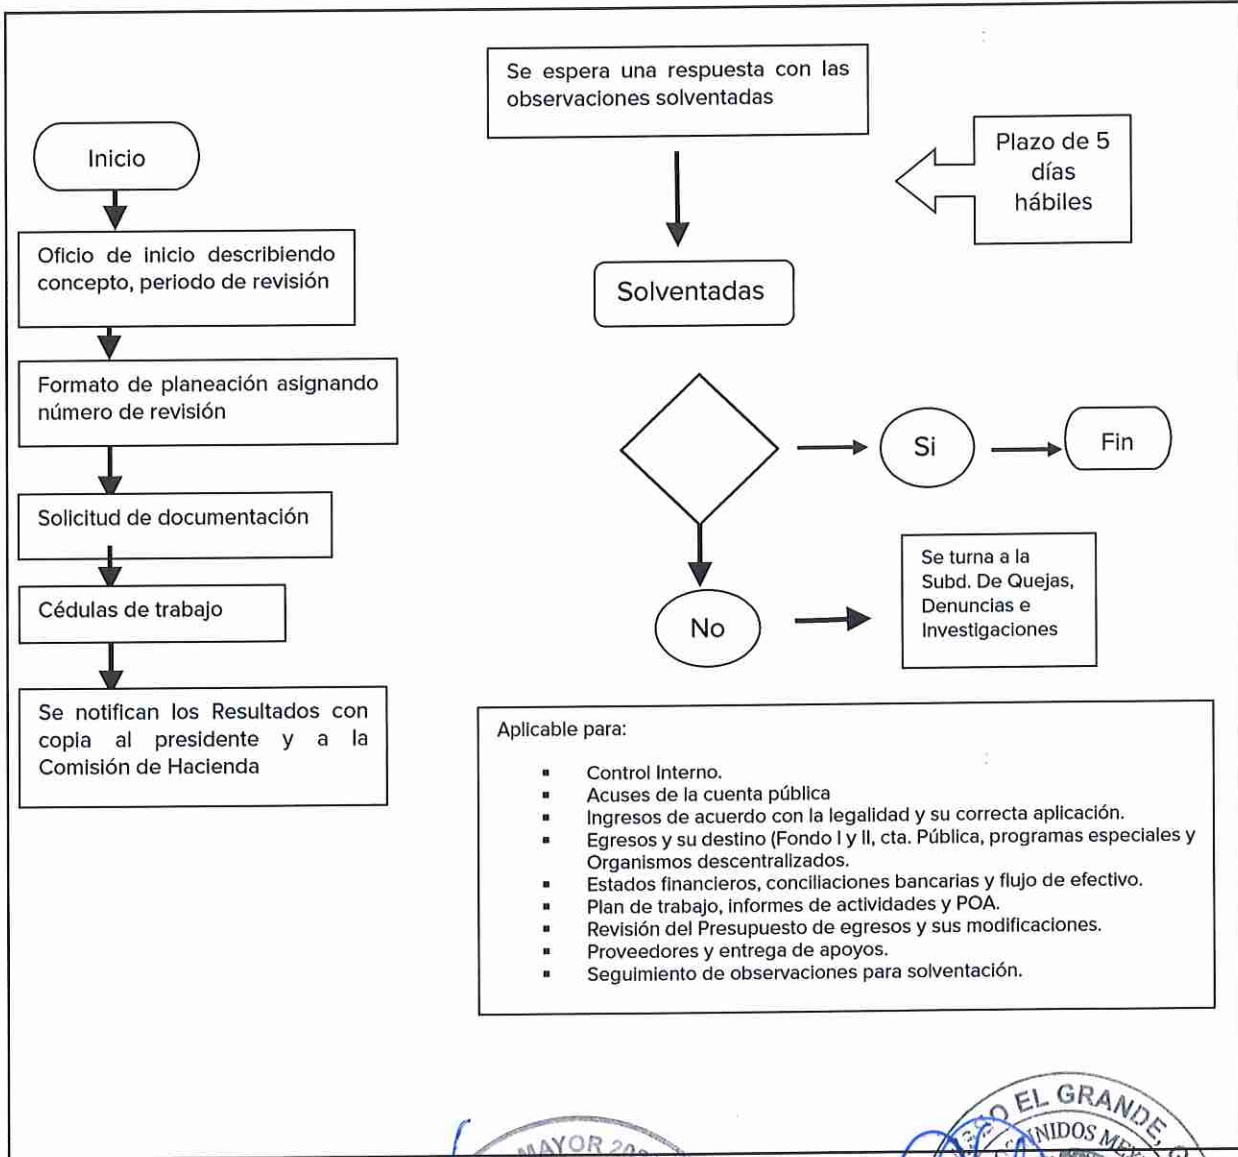 Inicio
Oficio de inicio describiendo
concepto, periodo de revisión
Formato de planeación asignando
número de revisión
Solicitud de documentación
Cédulas de trabajo
Se notifican los Resultados con
copia al presidente y a la
Comisión de Hacienda
Se espera una respuesta con las
observaciones solventadas
Plazo de 5
días
hábiles
Solventadas
Si
Fin
No
Se turna a la
Subd. De Quejas,
Denuncias e
Investigaciones
Aplicable para:
▪ Control Interno.
▪ Acuses de la cuenta pública
▪ Ingresos de acuerdo con la legalidad y su correcta aplicación.
▪ Egresos y su destino (Fondo I y II, cta. Pública, programas especiales y
Organismos descentralizados.
▪ Estados financieros, conciliaciones bancarias y flujo de efectivo.
▪ Plan de trabajo, informes de actividades y POA.
▪ Revisión del Presupuesto de egresos y sus modificaciones.
▪ Proveedores y entrega de apoyos.
▪ Seguimiento de observaciones para solventación.
MAYOR
EL GRANDE,